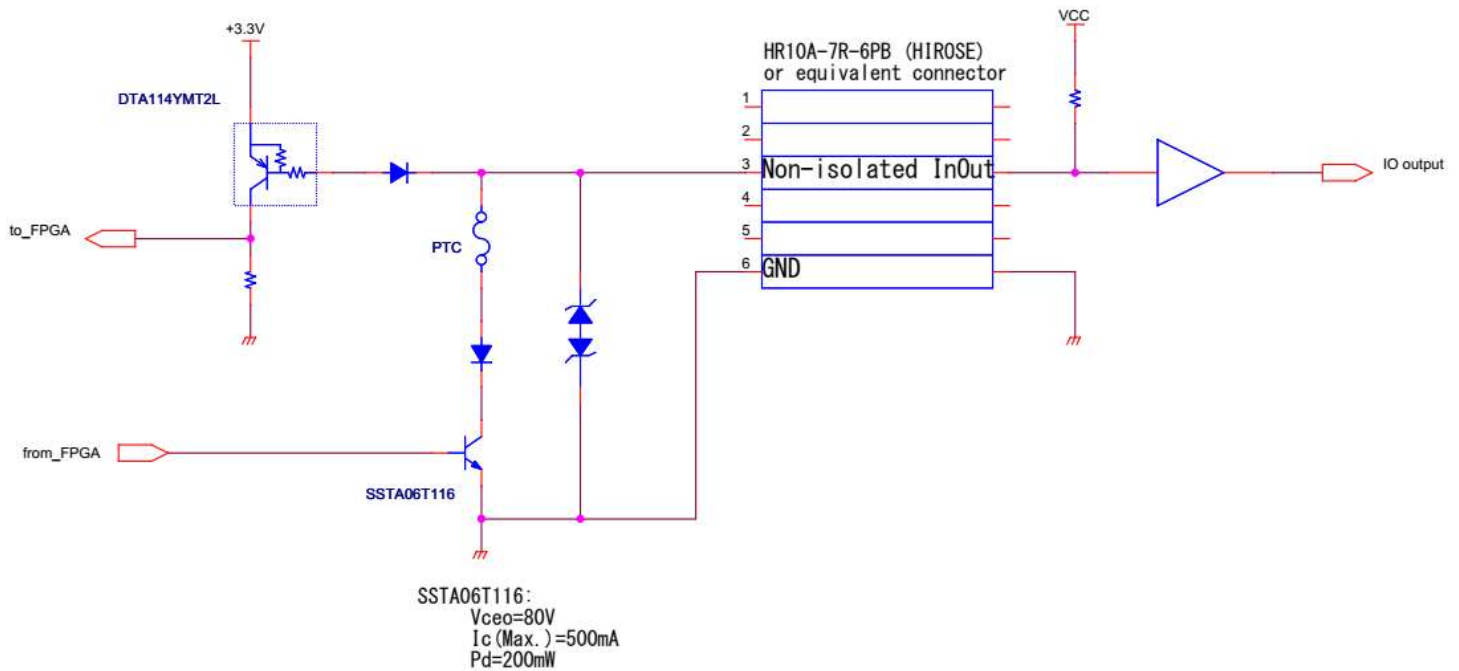 +3.3V
DTA114YMT2L
to_FPGA
PTC
from_FPGA
SSTA06T116
SSTA06T116:
Vceo=80V
Ic(Max.)=500mA
Pd=200mW
HR10A-7R-6PB (HIROSE)
or equivalent connector
1
2
3 Non-isolated InOut
4
5
6 GND
VCC
IO output